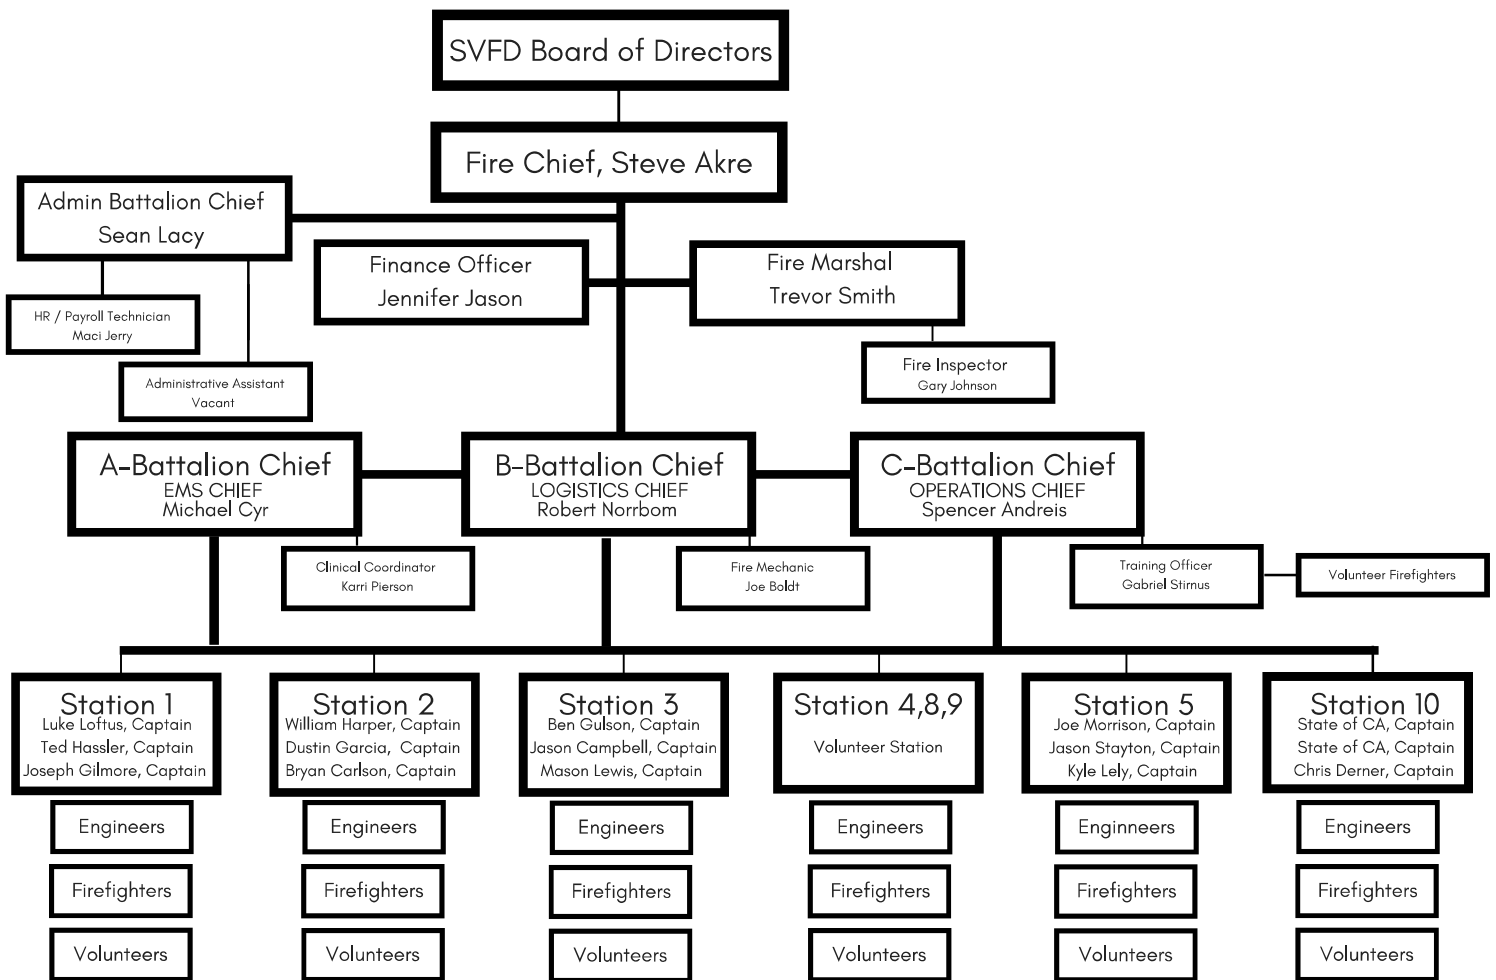 SVFD Board of Directors
Fire Chief, Steve Akre
Admin Battalion Chief
Sean Lacy
Finance Officer
Jennifer Jason
Fire Marshal
Trevor Smith
HR / Payroll Technician
Maci Jerry
Administrative Assistant
Vacant
Fire Inspector
Gary Johnson
A-Battalion Chief
EMS CHIEF
Michael Cyr
B-Battalion Chief
LOGISTICS CHIEF
Robert Norrbom
C-Battalion Chief
OPERATIONS CHIEF
Spencer Andreis
Clinical Coordinator
Karri Pierson
Fire Mechanic
Joe Boldt
Training Officer
Gabriel Stirnus
Volunteer Firefighters
Station 1
Luke Loftus, Captain
Ted Hassler, Captain
Joseph Gilmore, Captain
Station 2
William Harper, Captain
Dustin Garcia, Captain
Bryan Carlson, Captain
Station 3
Ben Gulson, Captain
Jason Campbell, Captain
Mason Lewis, Captain
Station 4,8,9
Volunteer Station
Station 5
Joe Morrison, Captain
Jason Stayton, Captain
Kyle Lely, Captain
Station 10
State of CA, Captain
State of CA, Captain
Chris Derner, Captain
Engineers
Engineers
Engineers
Engineers
Enginneers
Engineers
Firefighters
Firefighters
Firefighters
Firefighters
Firefighters
Firefighters
Volunteers
Volunteers
Volunteers
Volunteers
Volunteers
Volunteers